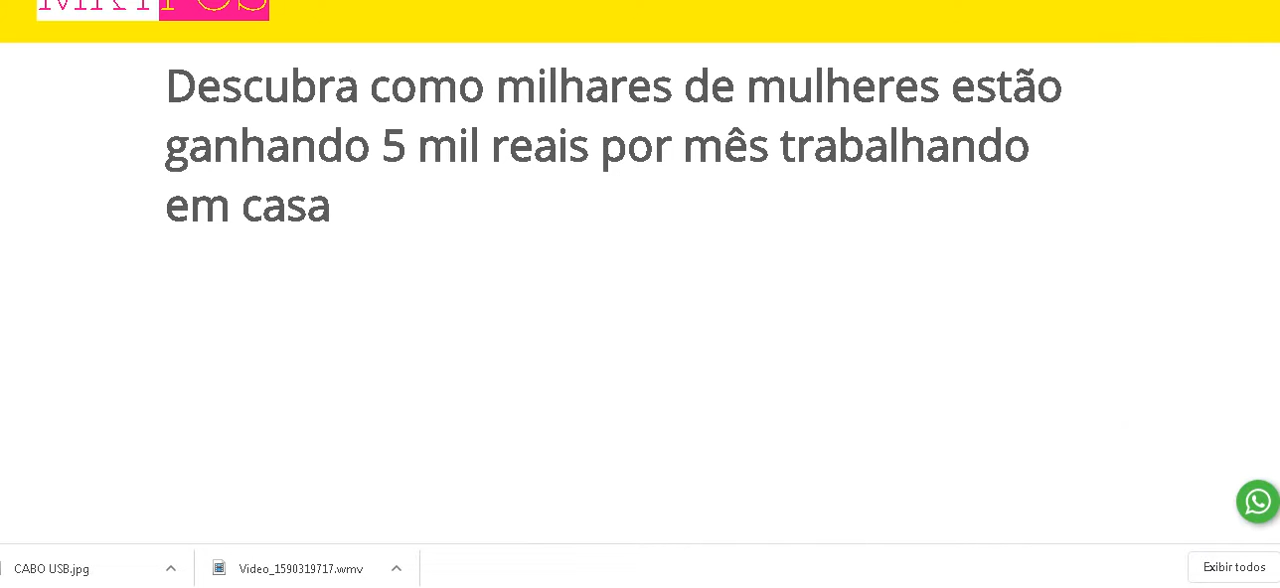 Descubra como milhares de mulheres estão
ganhando 5 mil reais por mês trabalhando
em casa
CABO USB.jpg
Video_1590319717.wmv
Exibir todos